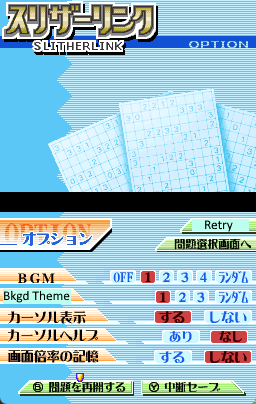 スリザーリンク
SLITHERLINK
OPTION
OPTION
オプション
Retry
問題選択画面へ
BGM OFF 1 2 3 4 ランダム
Bkgd Theme 1 2 3 ランダム
カーソル表示 する しない
カーソルヘルプ あり なし
画面倍率の記憶 する しない
Ⓑ 問題を再開する Ⓨ 中断セーブ